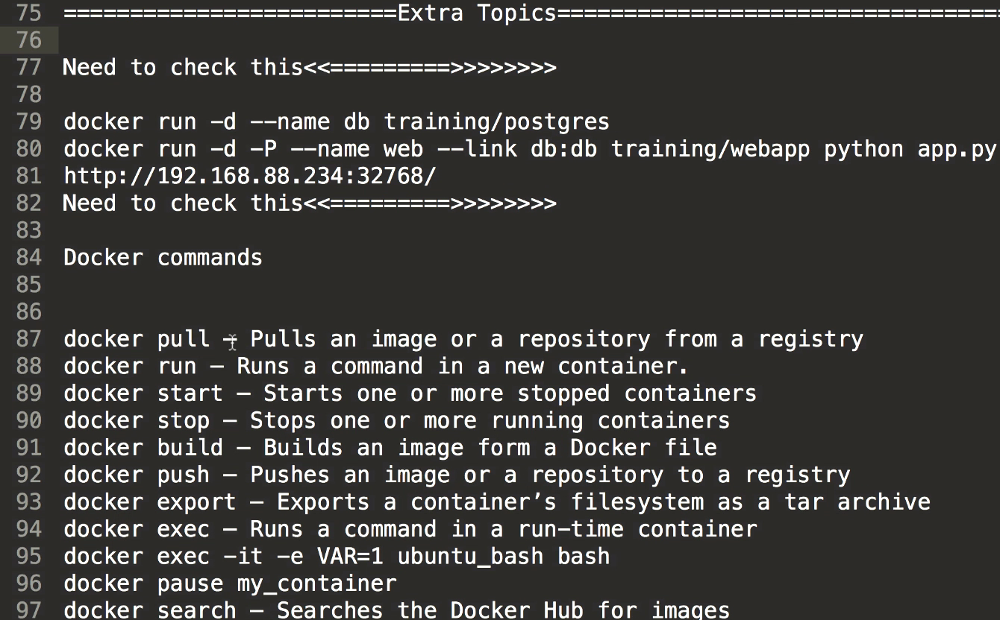 75 =========================Extra Topics=================================
76
77 Need to check this<<=========>>>>>>>>
78
79 docker run -d --name db training/postgres
80 docker run -d -P --name web --link db:db training/webapp python app.py
81 http://192.168.88.234:32768/
82 Need to check this<<=========>>>>>>>>
83
84 Docker commands
85
86
87 docker pull – Pulls an image or a repository from a registry
88 docker run – Runs a command in a new container.
89 docker start – Starts one or more stopped containers
90 docker stop – Stops one or more running containers
91 docker build – Builds an image form a Docker file
92 docker push – Pushes an image or a repository to a registry
93 docker export – Exports a container’s filesystem as a tar archive
94 docker exec – Runs a command in a run-time container
95 docker exec -it -e VAR=1 ubuntu_bash bash
96 docker pause my_container
97 docker search – Searches the Docker Hub for images